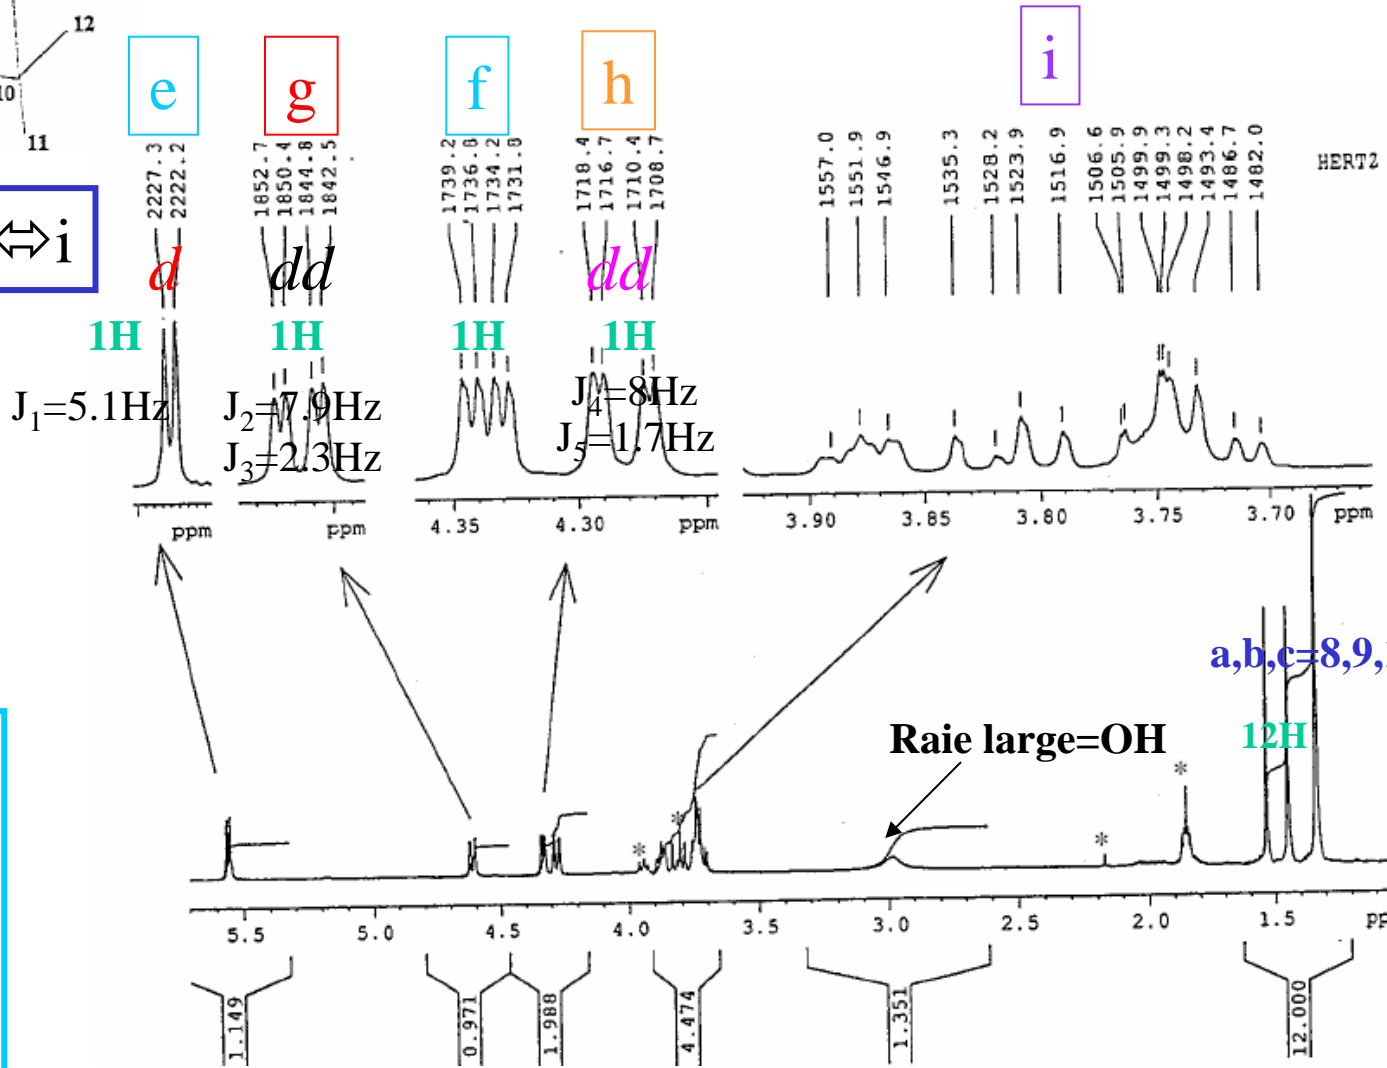 12
10
11
e
g
f
h
i
2227.3
2222.2
1852.7
1850.4
1844.8
1842.5
1739.2
1736.8
1734.2
1731.8
1718.4
1716.7
1710.4
1708.7
1557.0
1551.9
1546.9
1535.3
1528.2
1523.9
1516.9
1506.6
1505.9
1499.9
1499.3
1498.2
1493.4
1486.7
1482.0
HERT2
⇔i
d
dd
dd
1H
1H
1H
1H
J1=5.1Hz
J2=7.9Hz
J3=2.3Hz
J4=8Hz
J5=1.7Hz
ppm
ppm
4.35 4.30 ppm
3.90 3.85 3.80 3.75 3.70 ppm
a,b,c=8,9,
12H
Raie large=OH
*
*
*
*
5.5 5.0 4.5 4.0 3.5 3.0 2.5 2.0 1.5 pp
1.149
0.971
1.988
4.474
1.351
12.000